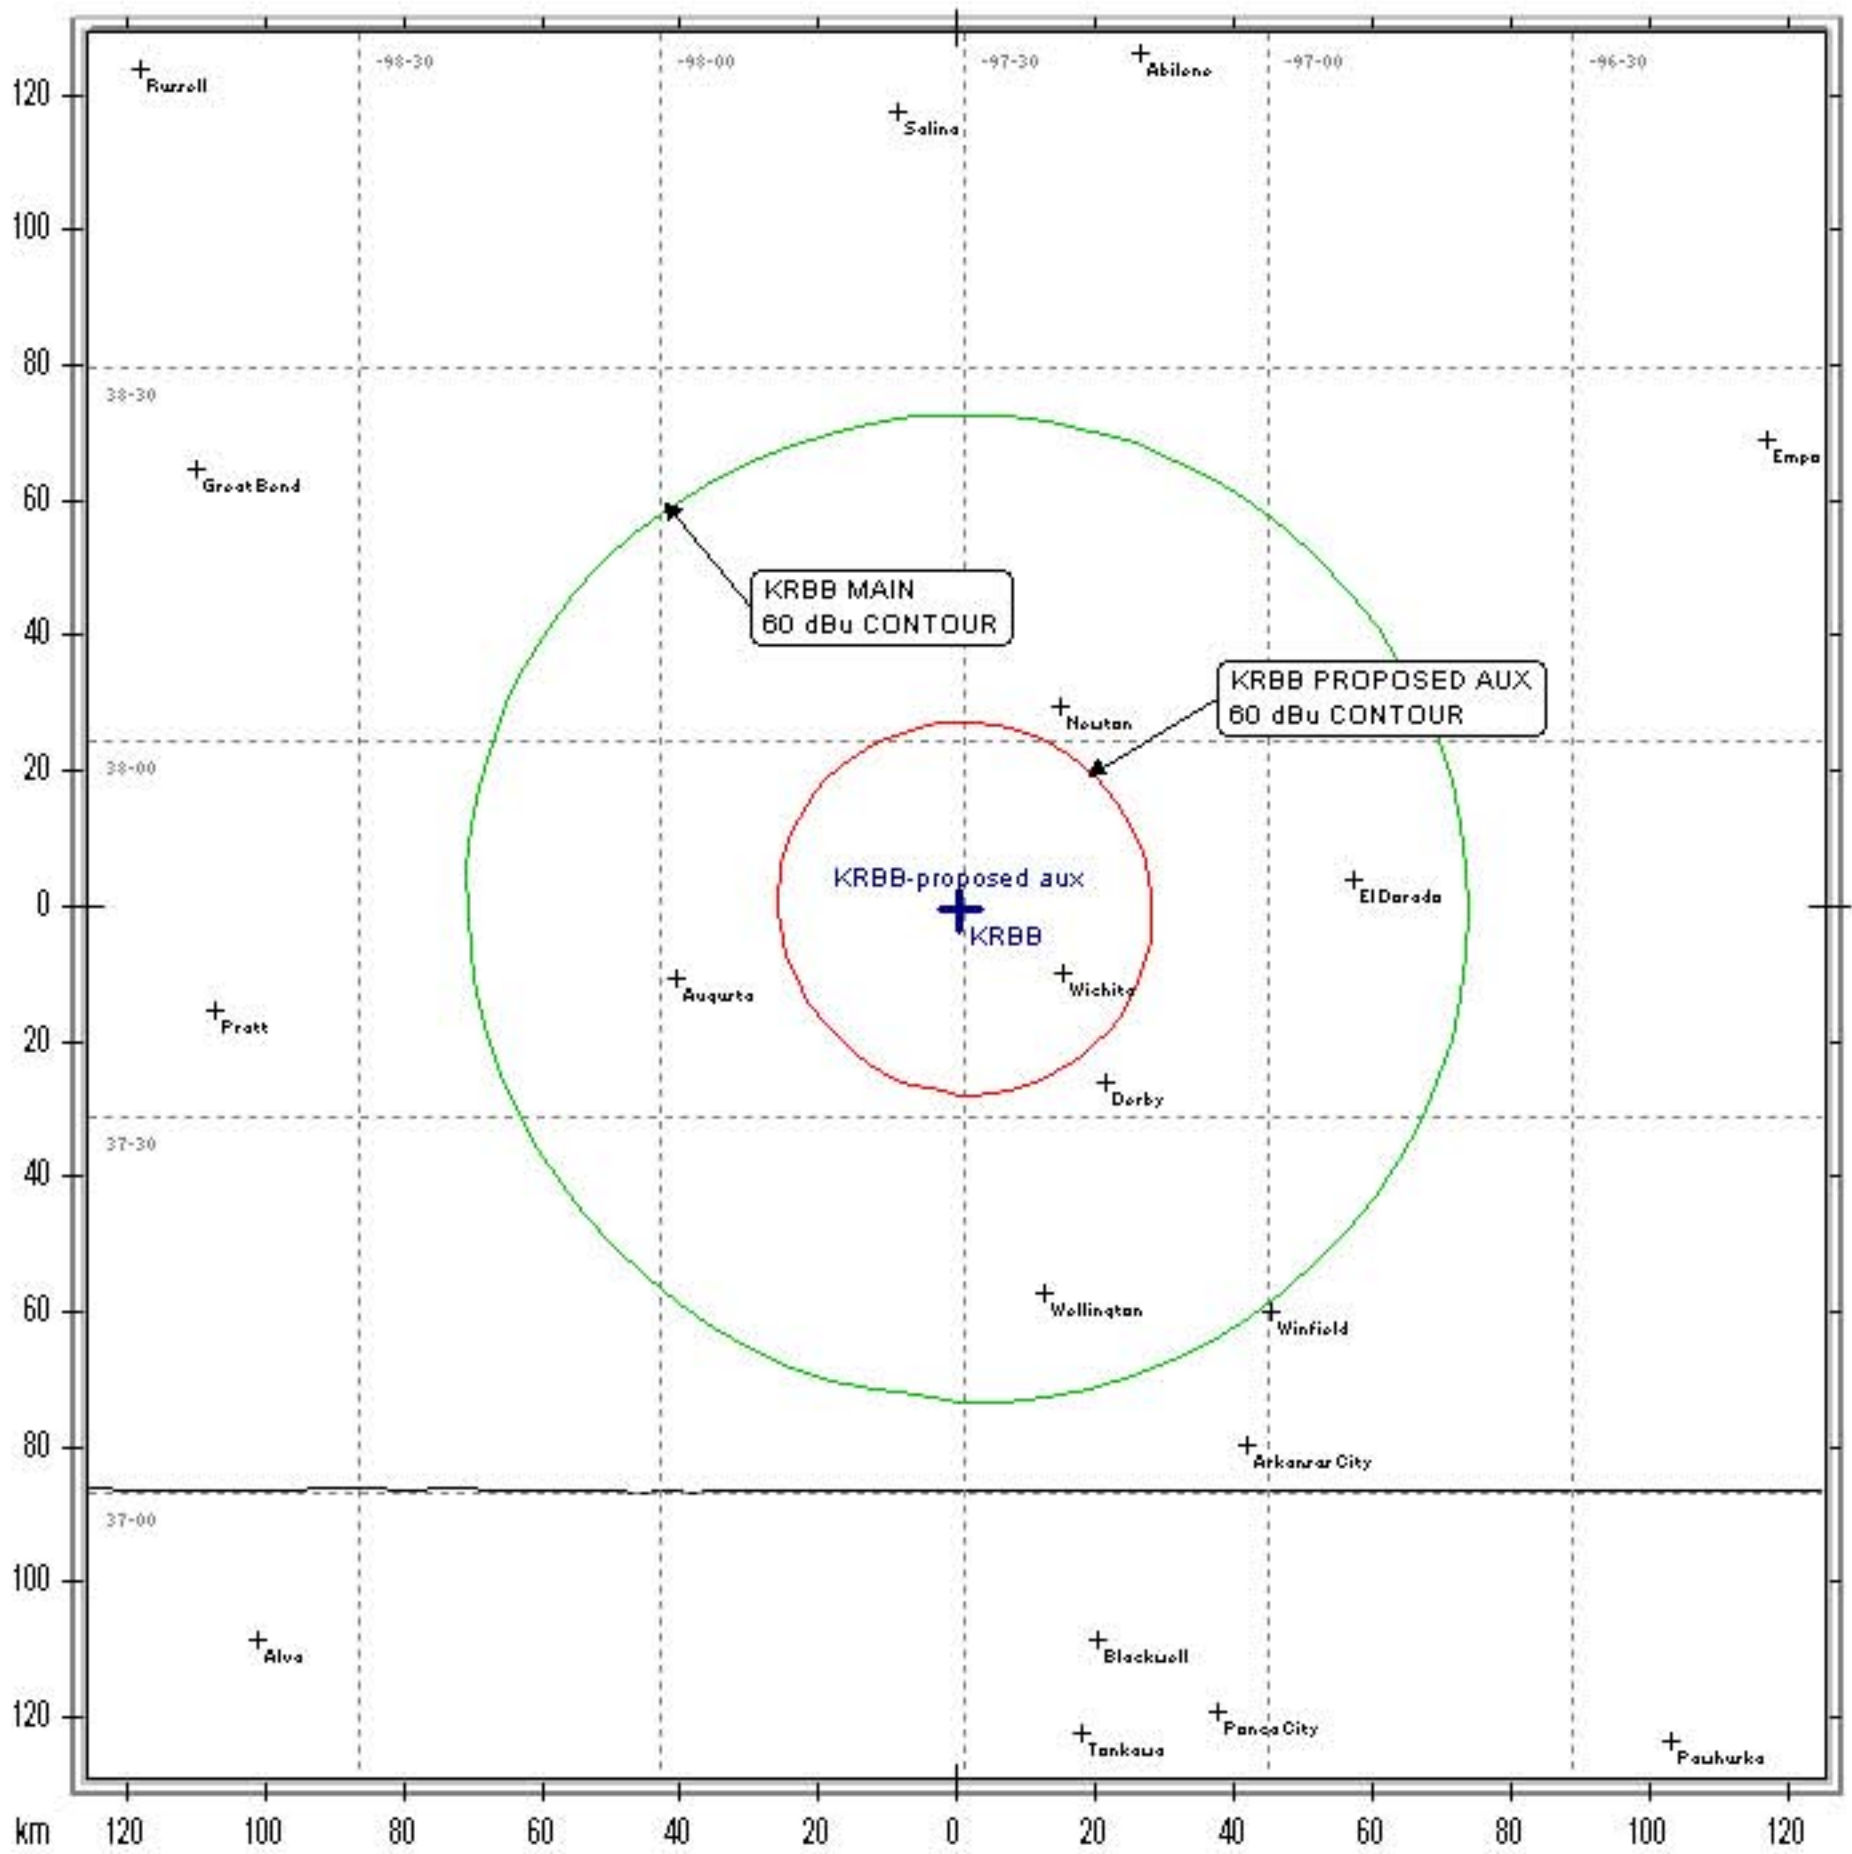 -98-30
-98-00
-97-30
-97-00
-96-30
Abilene
Russell
120
Salina
100
80
38-30
Great Bend
Empo
60
KRBB MAIN
60 dBu CONTOUR
40
KRBB PROPOSED AUX
60 dBu CONTOUR
Newton
20
38-00
KRBB-proposed aux
El Dorado
0
KRBB
Wichita
Augusta
Pratt
20
Derby
37-30
40
Wellington
60
Winfield
80
Arkansas City
37-00
100
Alva
Blackwell
120
Ponca City
Tonkawa
Pawhuska
km 120 100 80 60 40 20 0 20 40 60 80 100 120